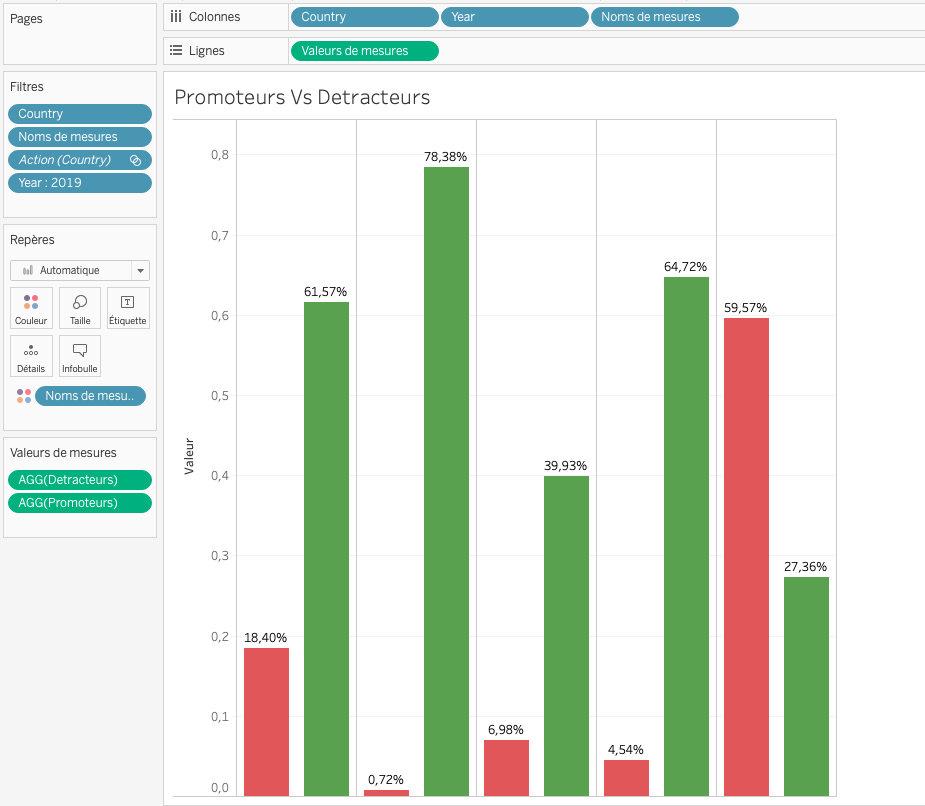 Pages
Colonnes
Country
Year
Noms de mesures
Lignes
Valeurs de mesures
Filtres
Country
Noms de mesures
Action (Country)
Year : 2019
Repères
Automatique
Couleur
Taille
Étiquette
Détails
Infobulle
Noms de mesu..
Valeurs de mesures
AGG(Detracteurs)
AGG(Promoteurs)
Promoteurs Vs Detracteurs
Valeur
0,8
0,7
0,6
0,5
0,4
0,3
0,2
0,1
0,0
18,40%
61,57%
0,72%
78,38%
6,98%
39,93%
4,54%
64,72%
59,57%
27,36%